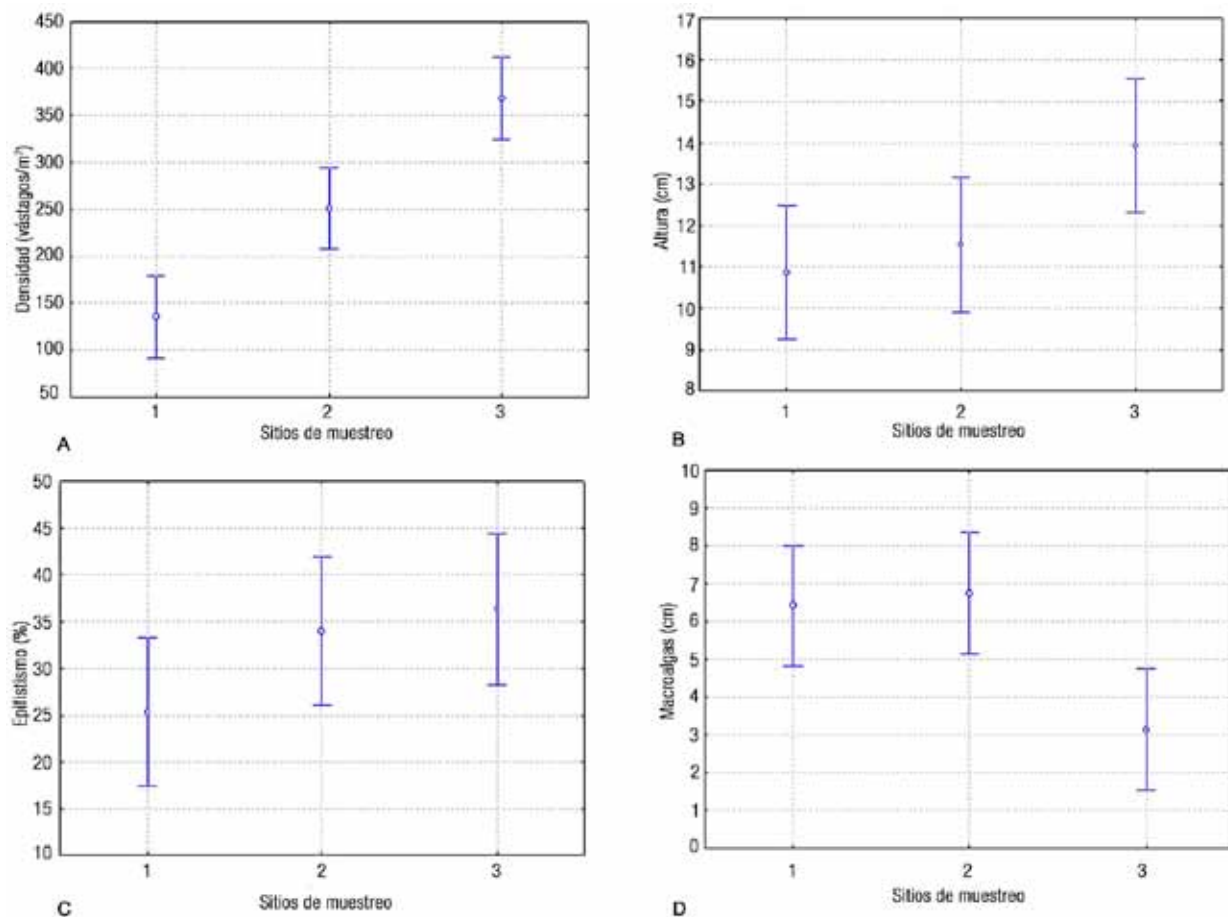 450
400
350
300
250
200
150
100
50
Densidad (vástagos/m²)
1 2 3
Sitios de muestreo
A
17
16
15
14
13
12
11
10
9
8
Altura (cm)
1 2 3
Sitios de muestreo
B
50
45
40
35
30
25
20
15
10
Epifistismo (%)
1 2 3
Sitios de muestreo
C
10
9
8
7
6
5
4
3
2
1
0
Macroalgas (cm)
1 2 3
Sitios de muestreo
D